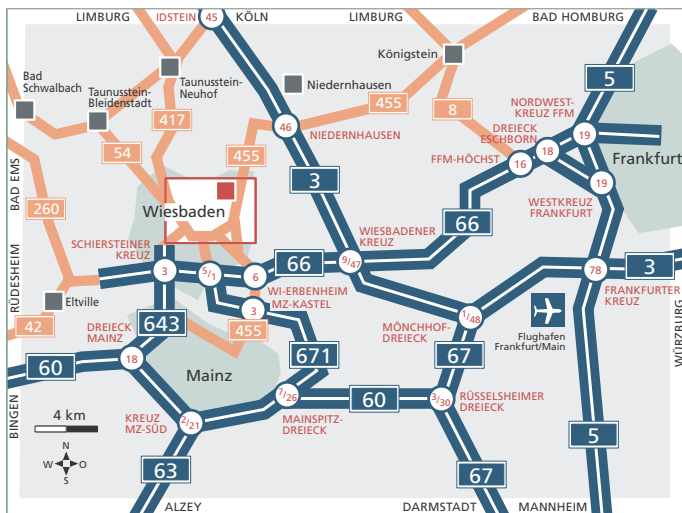 LIMBURG
IDSTEIN
45
KÖLN
LIMBURG
BAD HOMBURG
Königstein
5
Bad
Schwalbach
Taunusstein-
Bleidenstadt
Taunusstein-
Neuhof
Niedernhausen
455
8
NORDWEST-
KREUZ FFM
DREIECK
ESCHBORN
19
18
16
FFM-HÖCHST
Frankfurt
417
46
NIEDERNHAUSEN
54
455
3
19
WESTKREUZ
FRANKFURT
BAD EMS
260
Wiesbaden
66
SCHIERSTEINER
KREUZ
WIESBADENER
KREUZ
3
5/1
6
66
9/47
78
3
RÜDESHEIM
WI-ERBENHEIM
MZ-KASTEL
FRANKFURTER
KREUZ
Eltville
42
643
3
455
1/48
MÖNCHHOF-
DREIECK
Flughafen
Frankfurt/Main
WÜRZBURG
DREIECK
MAINZ
18
60
671
67
Mainz
7/26
60
3/30
RÜSSELSHEIMER
DREIECK
BINGEN
4 km
KREUZ
MZ-SÜD
2/21
MAINSPITZ-
DREIECK
5
N
W
O
S
63
67
ALZEY
DARMSTADT
MANNHEIM